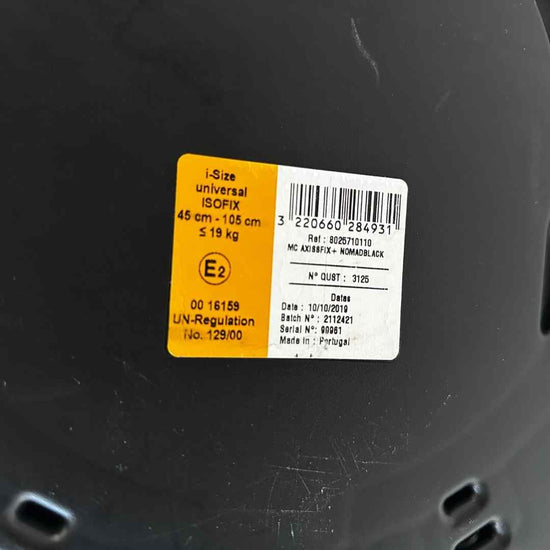 i-Size
universal
ISOFIX
45 cm - 105 cm
≤ 19 kg
E2
00 16159
UN-Regulation
No. 129/00
3 220660 284931
Ref : 8025710110
MC AXISSFIX+ NOMADBLACK
N° QUST : 3125
Dates
Date : 10/10/2019
Batch N° : 2112421
Serial N°: 99961
Made in : Portugal